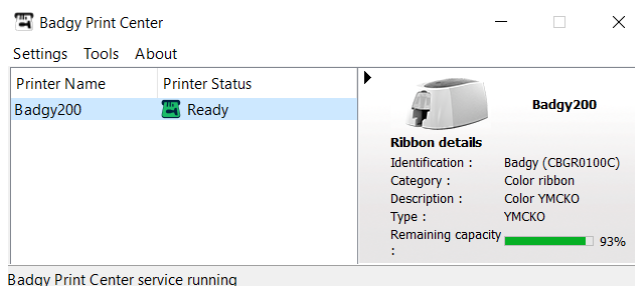 Badgy Print Center
Settings Tools About
Printer Name Printer Status
Badgy200 Ready
Badgy200
Ribbon details
Identification : Badgy (CBGR0100C)
Category : Color ribbon
Description : Color YMCKO
Type : YMCKO
Remaining capacity
: 93%
Badgy Print Center service running